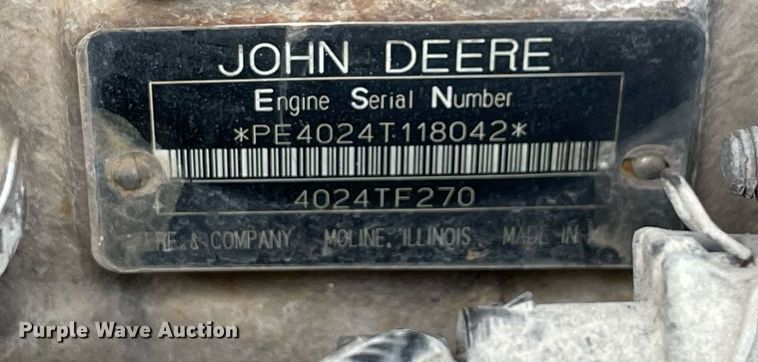 JOHN DEERE
Engine Serial Number
*PE4024T118042*
4024TF270
& COMPANY MOLINE, ILLINOIS MADE IN
Purple Wave Auction